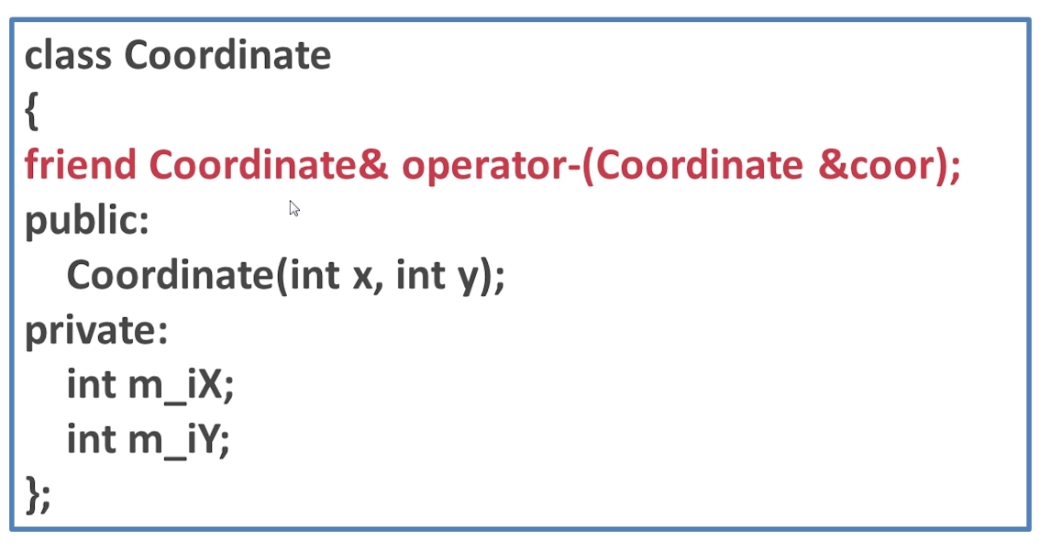 class Coordinate
{
friend Coordinate& operator-(Coordinate &coor);
public:
Coordinate(int x, int y);
private:
int m_iX;
int m_iY;
};